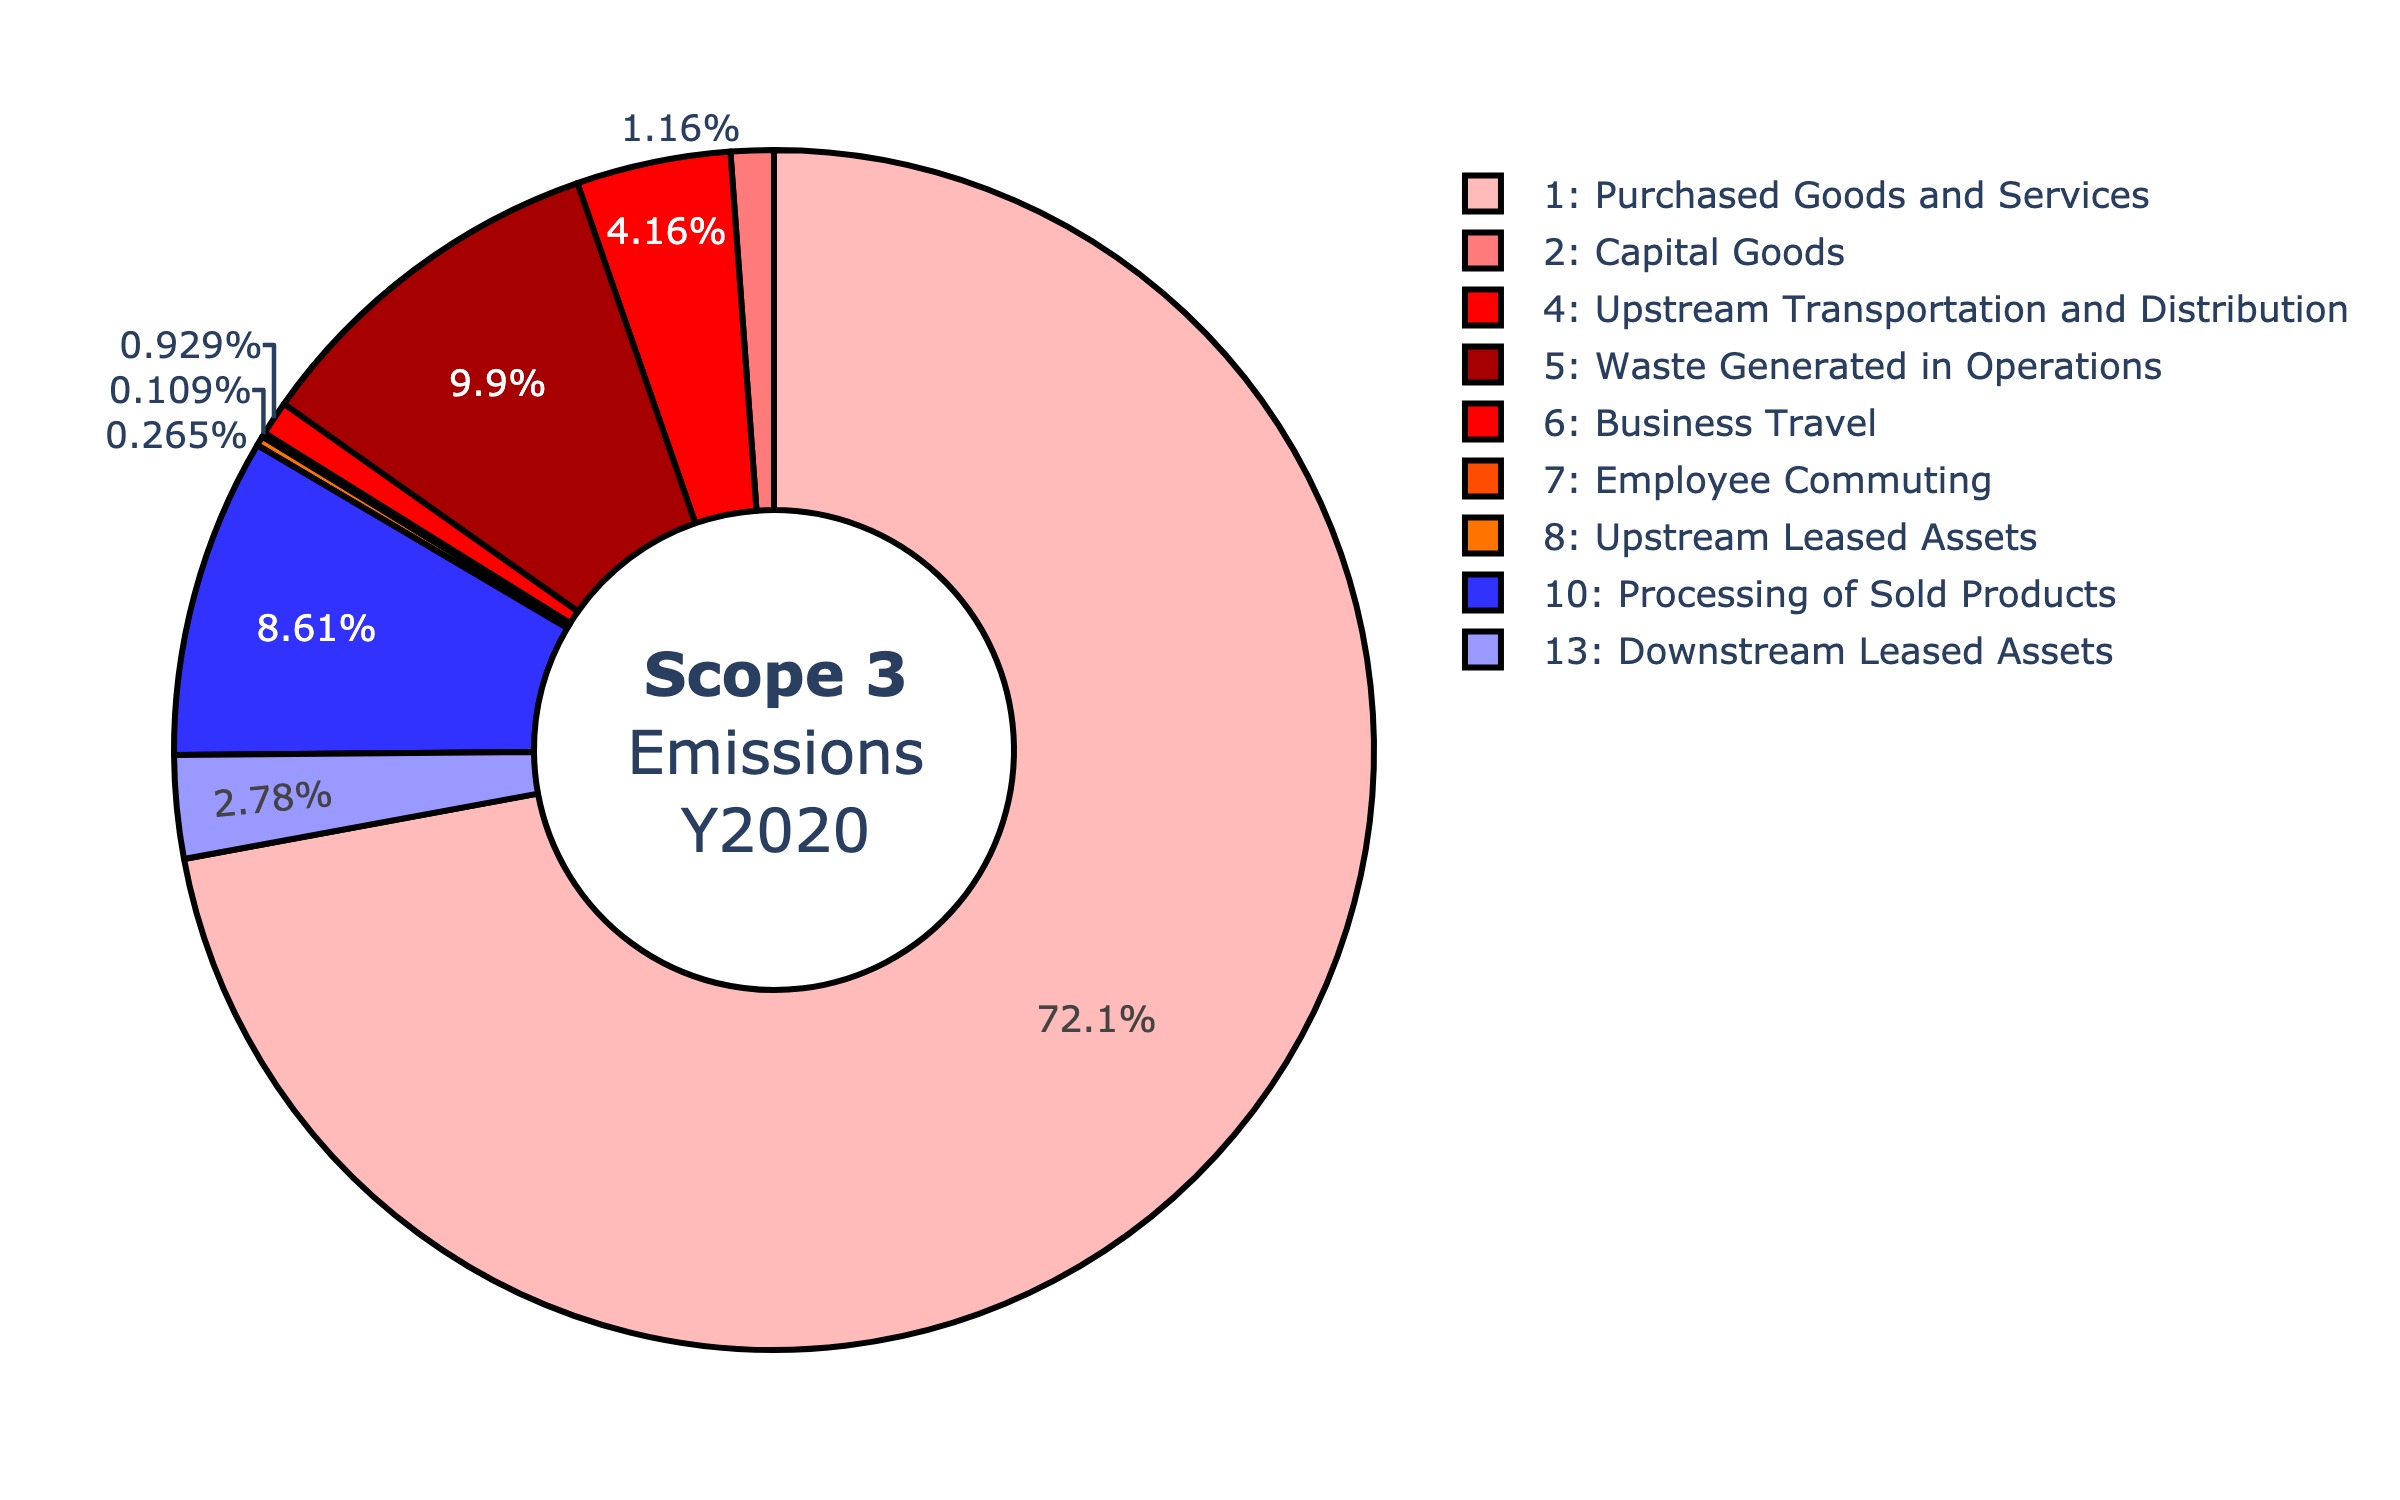 1.16%
4.16%
0.929%
9.9%
0.109%
0.265%
8.61%
2.78%
72.1%
Scope 3
Emissions
Y2020
1: Purchased Goods and Services
2: Capital Goods
4: Upstream Transportation and Distribution
5: Waste Generated in Operations
6: Business Travel
7: Employee Commuting
8: Upstream Leased Assets
10: Processing of Sold Products
13: Downstream Leased Assets